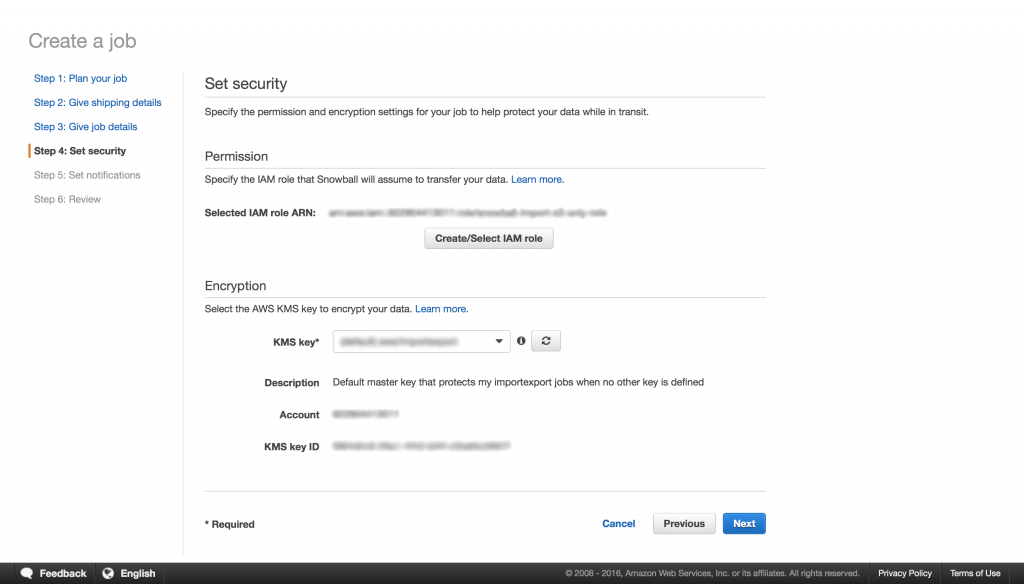 Create a job
Step 1: Plan your job
Step 2: Give shipping details
Step 3: Give job details
Step 4: Set security
Step 5: Set notifications
Step 6: Review
Set security
Specify the permission and encryption settings for your job to help protect your data while in transit.
Permission
Specify the IAM role that Snowball will assume to transfer your data. Learn more.
Selected IAM role ARN:
Create/Select IAM role
Encryption
Select the AWS KMS key to encrypt your data. Learn more.
KMS key*
Description Default master key that protects my importexport jobs when no other key is defined
Account
KMS key ID
* Required Cancel Previous Next
Feedback English © 2008 - 2016, Amazon Web Services, Inc. or its affiliates. All rights reserved. Privacy Policy Terms of Use